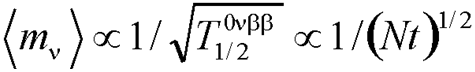 ⟨m_ν⟩ ∝ 1/√T_{1/2}^{0νββ} ∝ 1/(Nt)^{1/2}